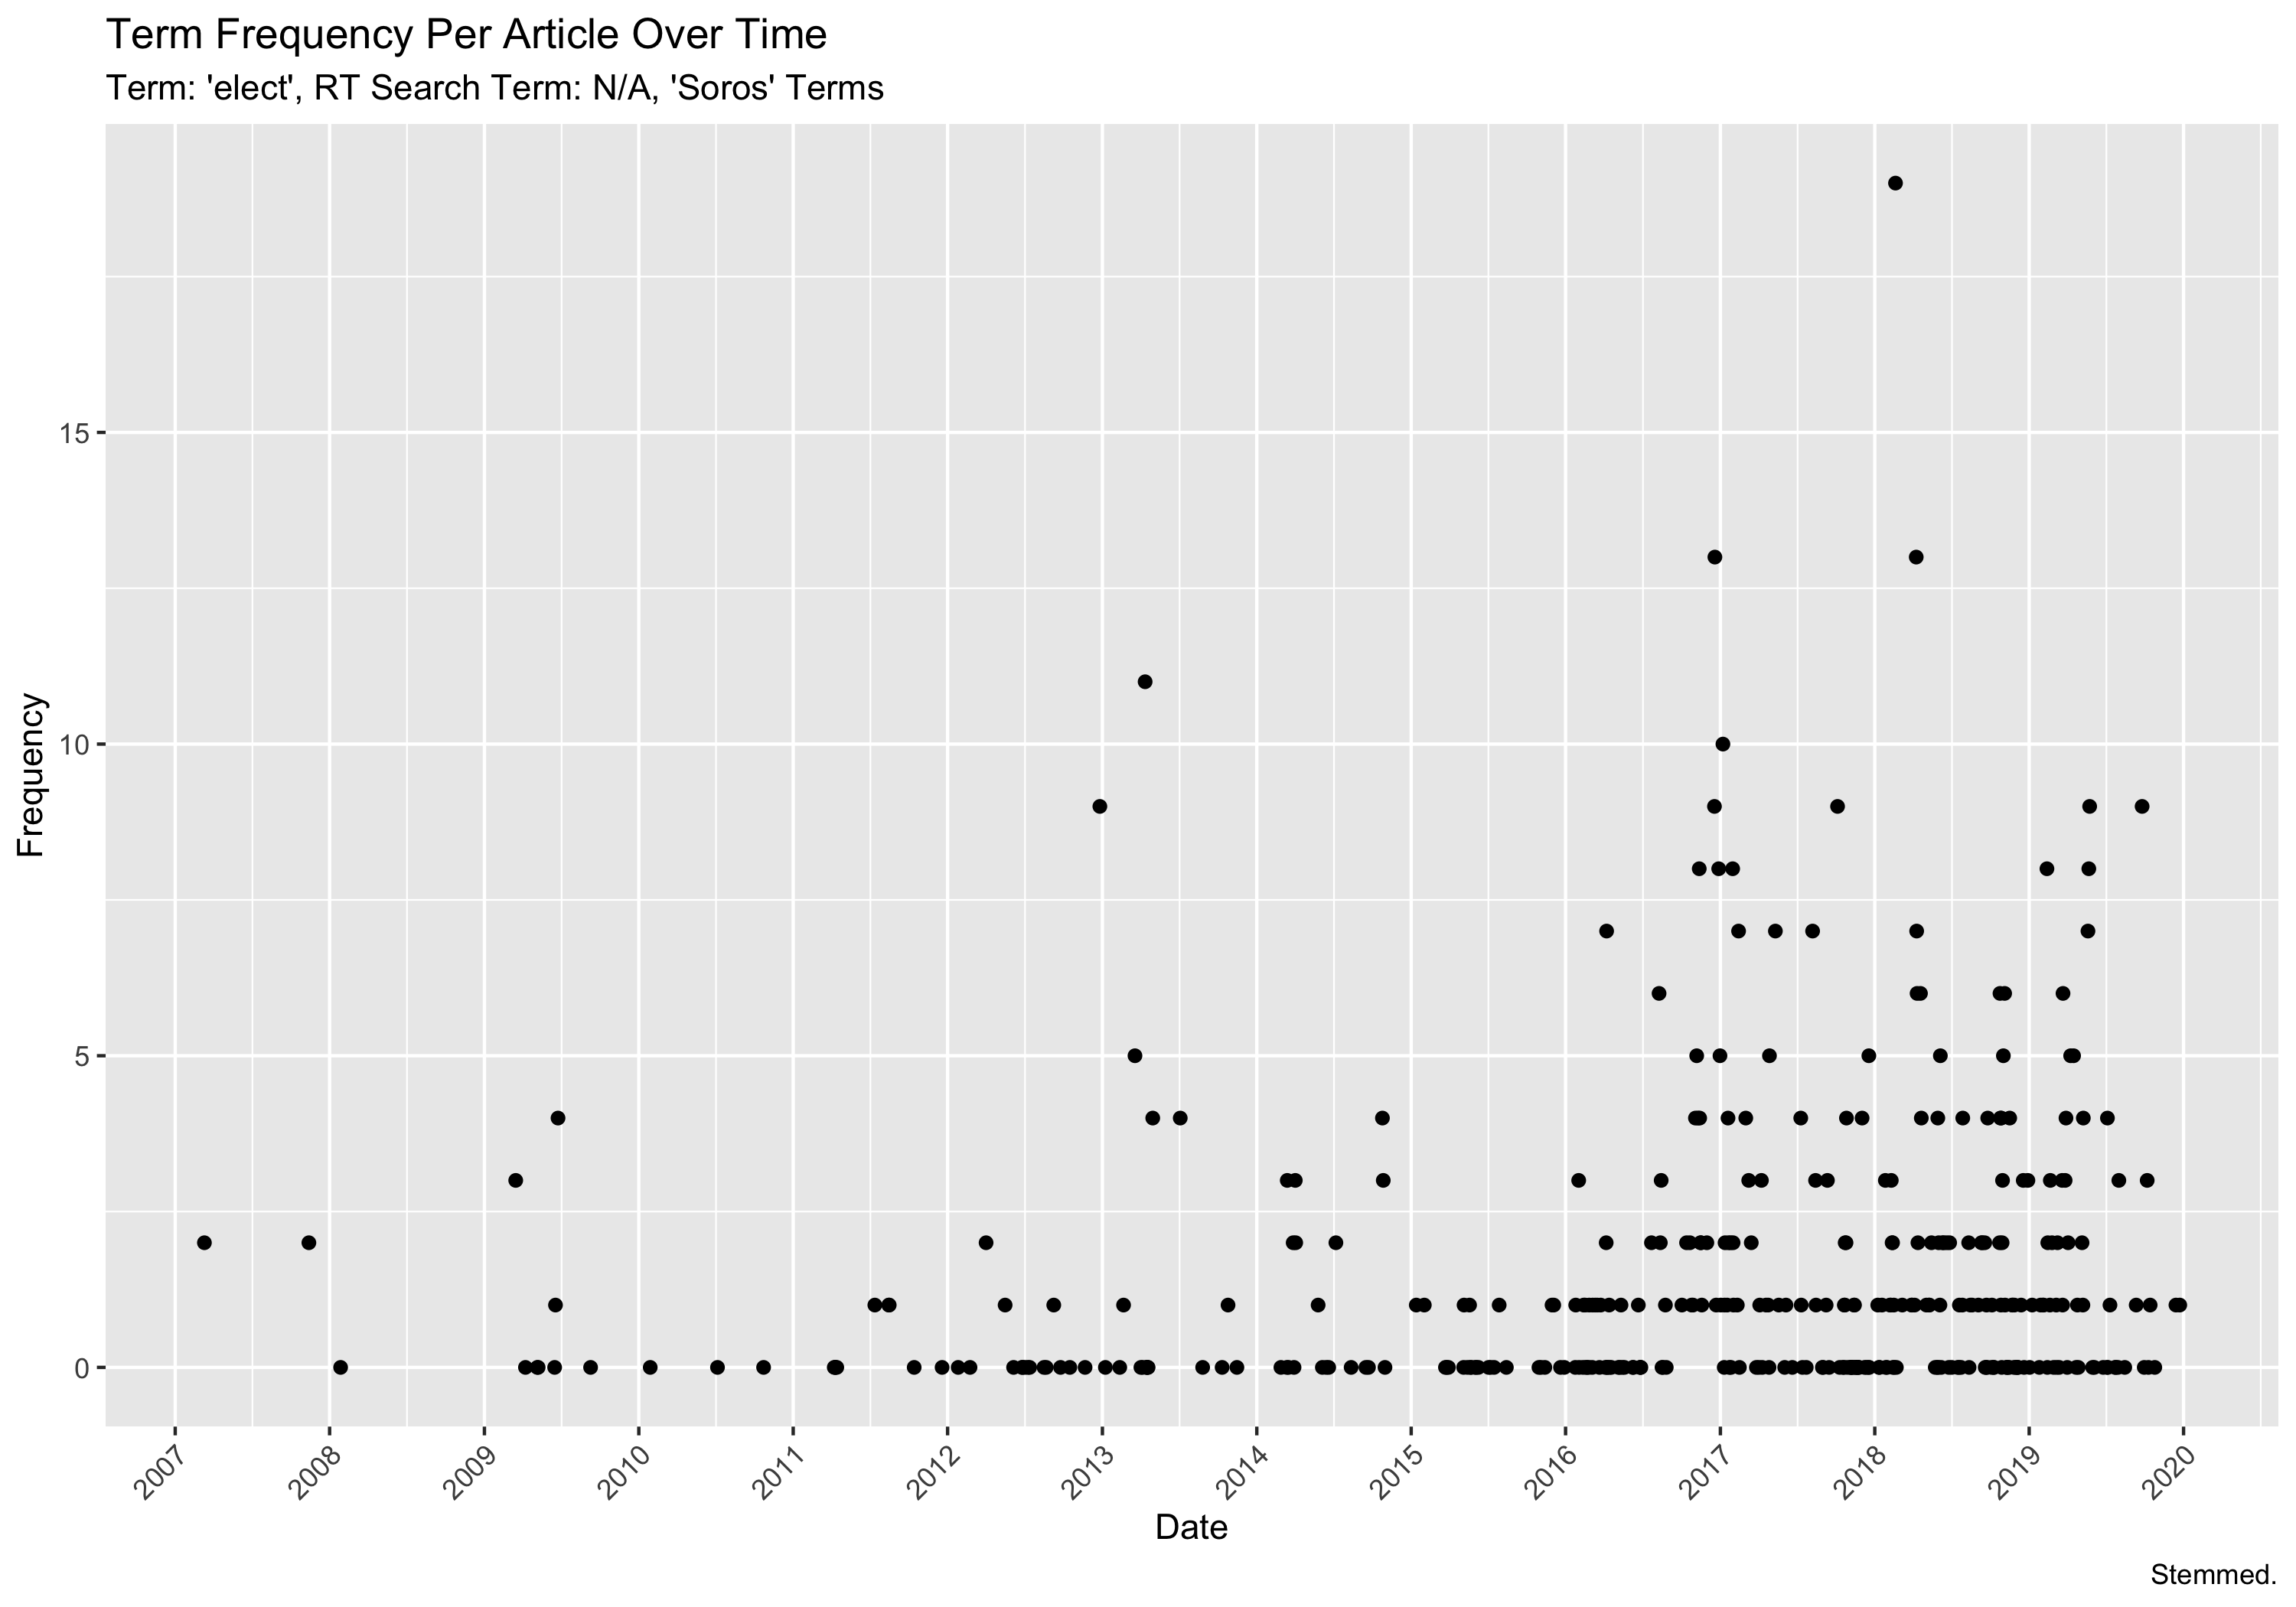 Term Frequency Per Article Over Time
Term: 'elect', RT Search Term: N/A, 'Soros' Terms
Frequency
15
10
5
0
2007 2008 2009 2010 2011 2012 2013 2014 2015 2016 2017 2018 2019 2020
Date
Stemmed.